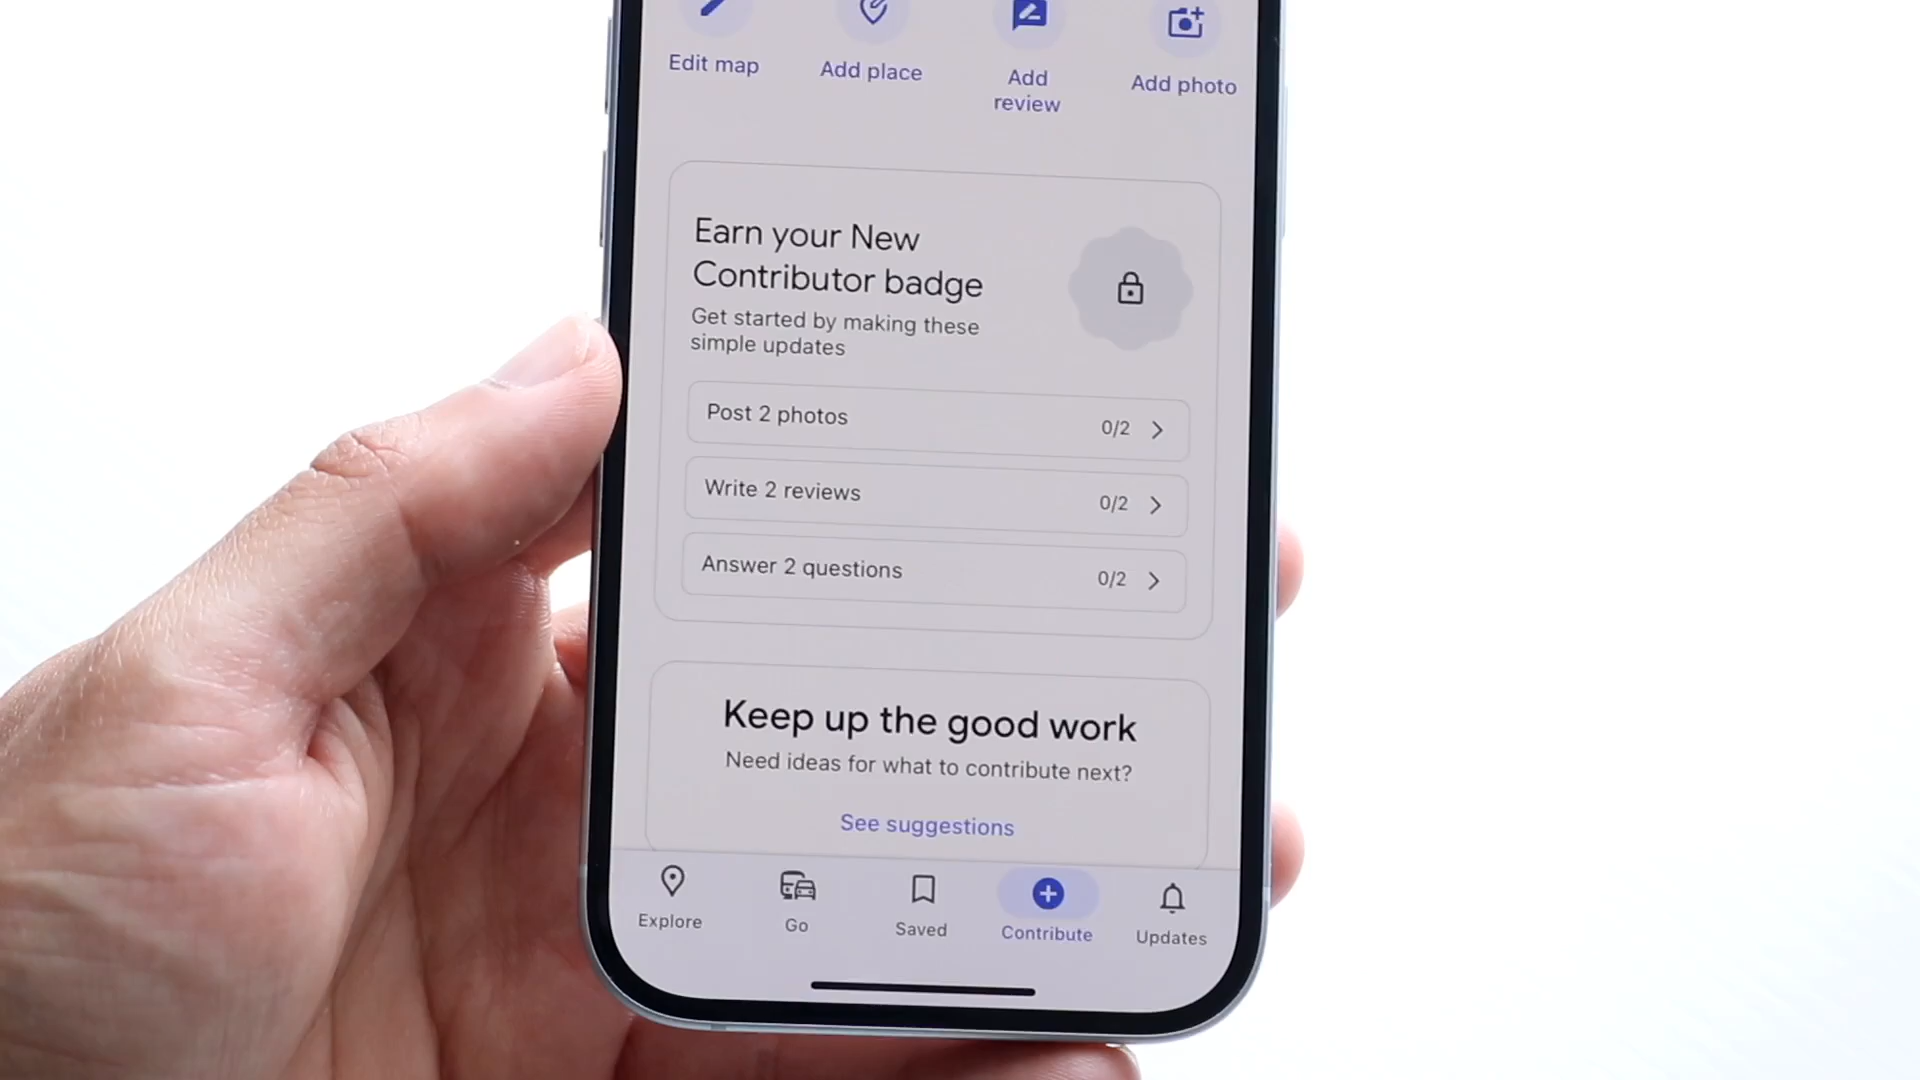 Edit map
Add place
Add
review
Add photo
Earn your New
Contributor badge
Get started by making these
simple updates
Post 2 photos 0/2
Write 2 reviews 0/2
Answer 2 questions 0/2
Keep up the good work
Need ideas for what to contribute next?
See suggestions
Explore
Go
Saved
Contribute
Updates